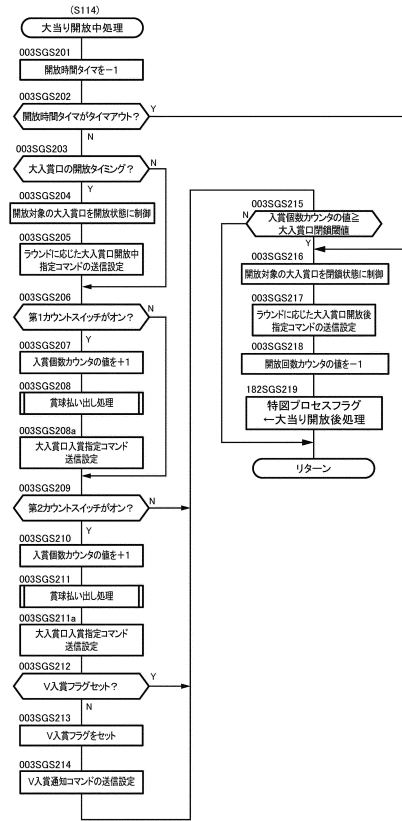 (S114)
大当り開放中処理
003SGS201
開放時間タイマを−1
003SGS202
開放時間タイマがタイムアウト？
Y
N
003SGS203
大入賞口の開放タイミング？
N
Y
003SGS204
開放対象の大入賞口を開放状態に制御
003SGS205
ラウンドに応じた大入賞口開放中
指定コマンドの送信設定
003SGS206
第1カウントスイッチがオン？
N
Y
003SGS207
入賞個数カウンタの値を+1
003SGS208
賞球払い出し処理
003SGS208a
大入賞口入賞指定コマンド
送信設定
003SGS209
第2カウントスイッチがオン？
N
Y
003SGS210
入賞個数カウンタの値を+1
003SGS211
賞球払い出し処理
003SGS211a
大入賞口入賞指定コマンド
送信設定
003SGS212
V入賞フラグセット？
Y
N
003SGS213
V入賞フラグをセット
003SGS214
V入賞通知コマンドの送信設定
003SGS215
N
入賞個数カウンタの値≧
大入賞口閉鎖閾値
Y
003SGS216
開放対象の大入賞口を閉鎖状態に制御
003SGS217
ラウンドに応じた大入賞口開放後
指定コマンドの送信設定
003SGS218
開放回数カウンタの値を−1
182SGS219
特図プロセスフラグ
←大当り開放後処理
リターン